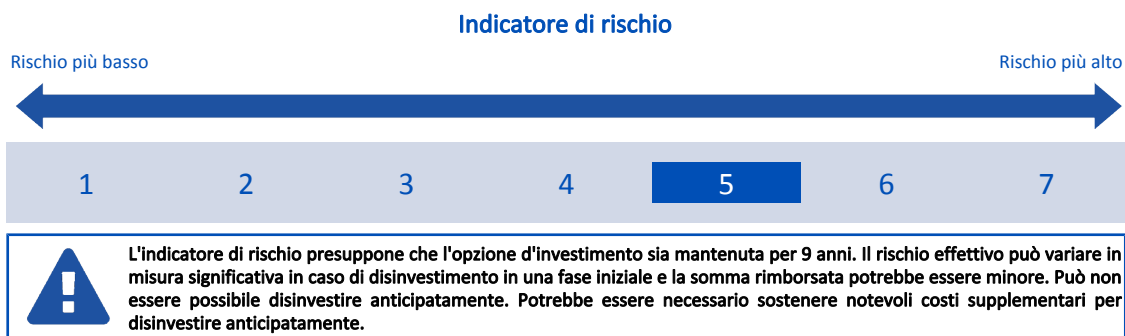 Indicatore di rischio
Rischio più basso
Rischio più alto
1 2 3 4 5 6 7
L'indicatore di rischio presuppone che l'opzione d'investimento sia mantenuta per 9 anni. Il rischio effettivo può variare in
misura significativa in caso di disinvestimento in una fase iniziale e la somma rimborsata potrebbe essere minore. Può non
essere possibile disinvestire anticipatamente. Potrebbe essere necessario sostenere notevoli costi supplementari per
disinvestire anticipatamente.